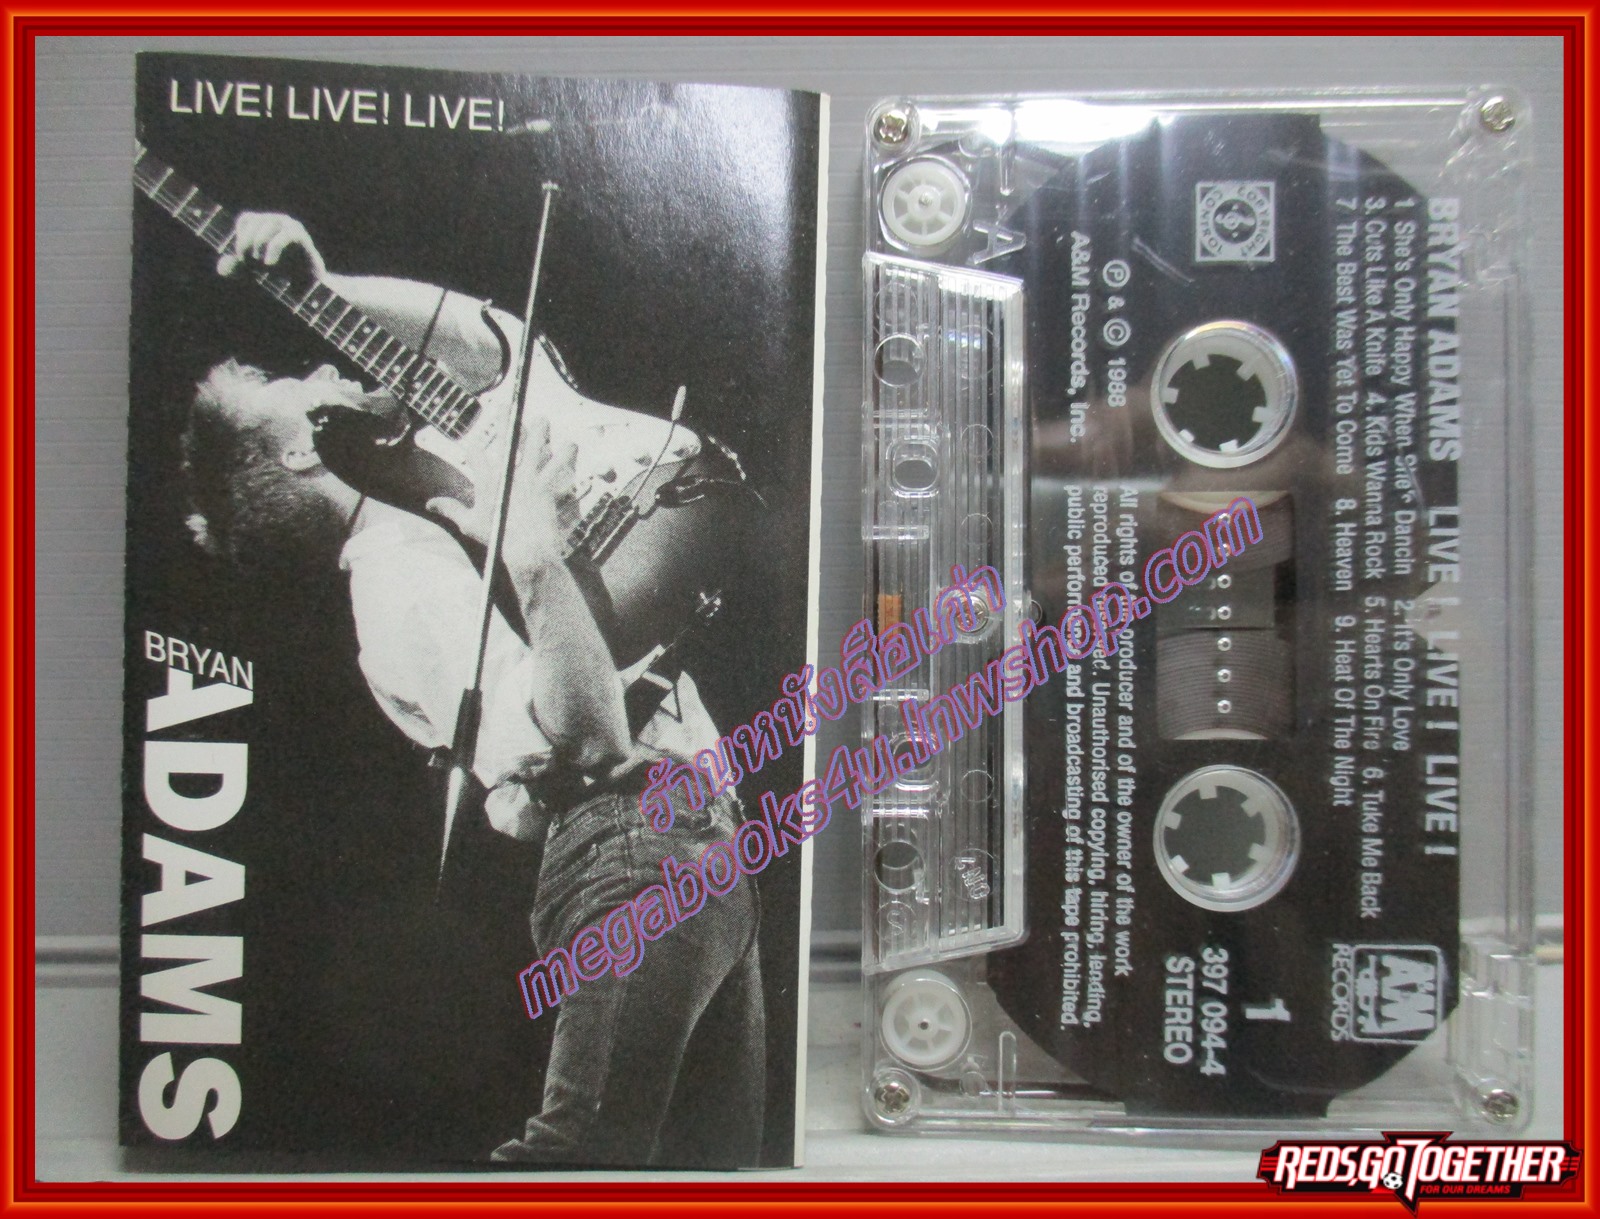 LIVE! LIVE! LIVE!
BRYAN
ADAMS
BRYAN ADAMS LIVE ! LIVE ! LIVE !
1 She's Only Happy When She's Dancin 2. It's Only Love
3. Cuts Like A Knife 4. Kids Wanna Rock 5. Hearts On Fire 6. Take Me Back
7 The Best Was Yet To Come 8. Heaven 9. Heat Of The Night
A&M
RECORDS
COPYRIGHT CONTROL
1
397 094-4
STEREO
Ⓟ & © 1988
A&M Records, Inc.
All rights of the producer and of the owner of the work
reproduced reserved. Unauthorised copying, hiring, lending,
public performance and broadcasting of this tape prohibited.
ร้านหนังสือเก่า
megabooks4u.lnwshop.com
REDS,GO TOGETHER
FOR OUR DREAMS